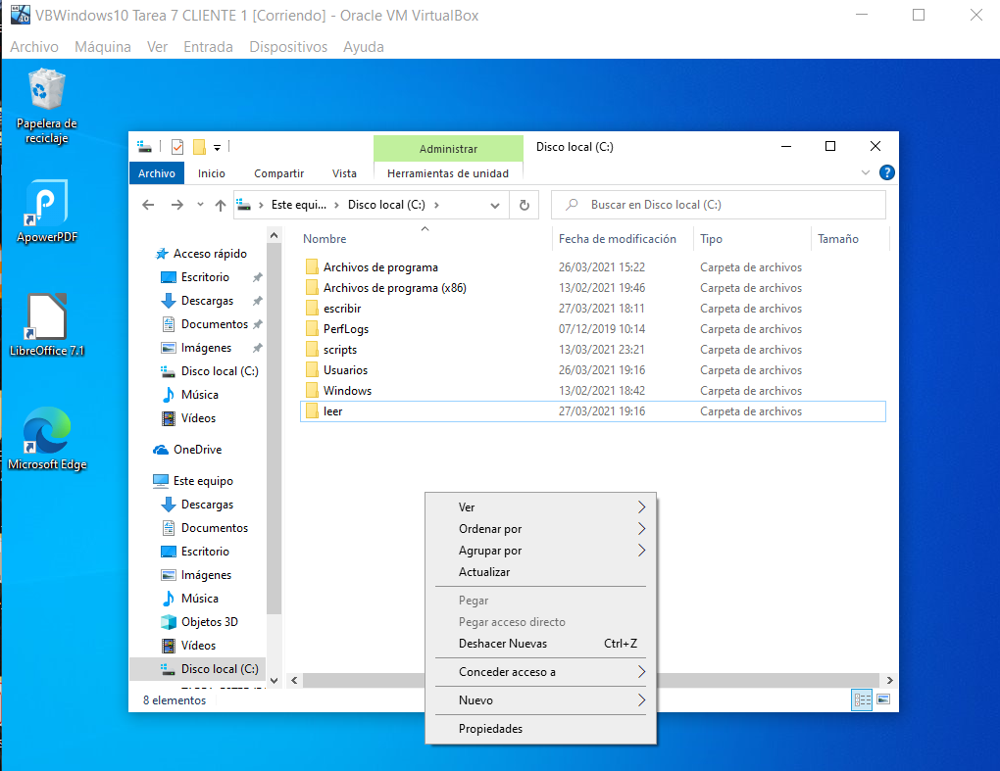 VBWindows10 Tarea 7 CLIENTE 1 [Corriendo] - Oracle VM VirtualBox
Archivo Máquina Ver Entrada Dispositivos Ayuda
Papelera de
reciclaje
ApowerPDF
LibreOffice 7.1
Microsoft Edge
Administrar Disco local (C:)
Archivo Inicio Compartir Vista Herramientas de unidad
Este equi... Disco local (C:) Buscar en Disco local (C:)
Acceso rápido
Escritorio
Descargas
Documentos
Imágenes
Disco local (C:)
Música
Vídeos
OneDrive
Este equipo
Descargas
Documentos
Escritorio
Imágenes
Música
Objetos 3D
Vídeos
Disco local (C:)
Nombre Fecha de modificación Tipo Tamaño
Archivos de programa 26/03/2021 15:22 Carpeta de archivos
Archivos de programa (x86) 13/02/2021 19:46 Carpeta de archivos
escribir 27/03/2021 18:11 Carpeta de archivos
PerfLogs 07/12/2019 10:14 Carpeta de archivos
scripts 13/03/2021 23:21 Carpeta de archivos
Usuarios 26/03/2021 19:16 Carpeta de archivos
Windows 13/02/2021 18:42 Carpeta de archivos
leer 27/03/2021 19:16 Carpeta de archivos
Ver
Ordenar por
Agrupar por
Actualizar
Pegar
Pegar acceso directo
Deshacer Nuevas Ctrl+Z
Conceder acceso a
Nuevo
Propiedades
8 elementos